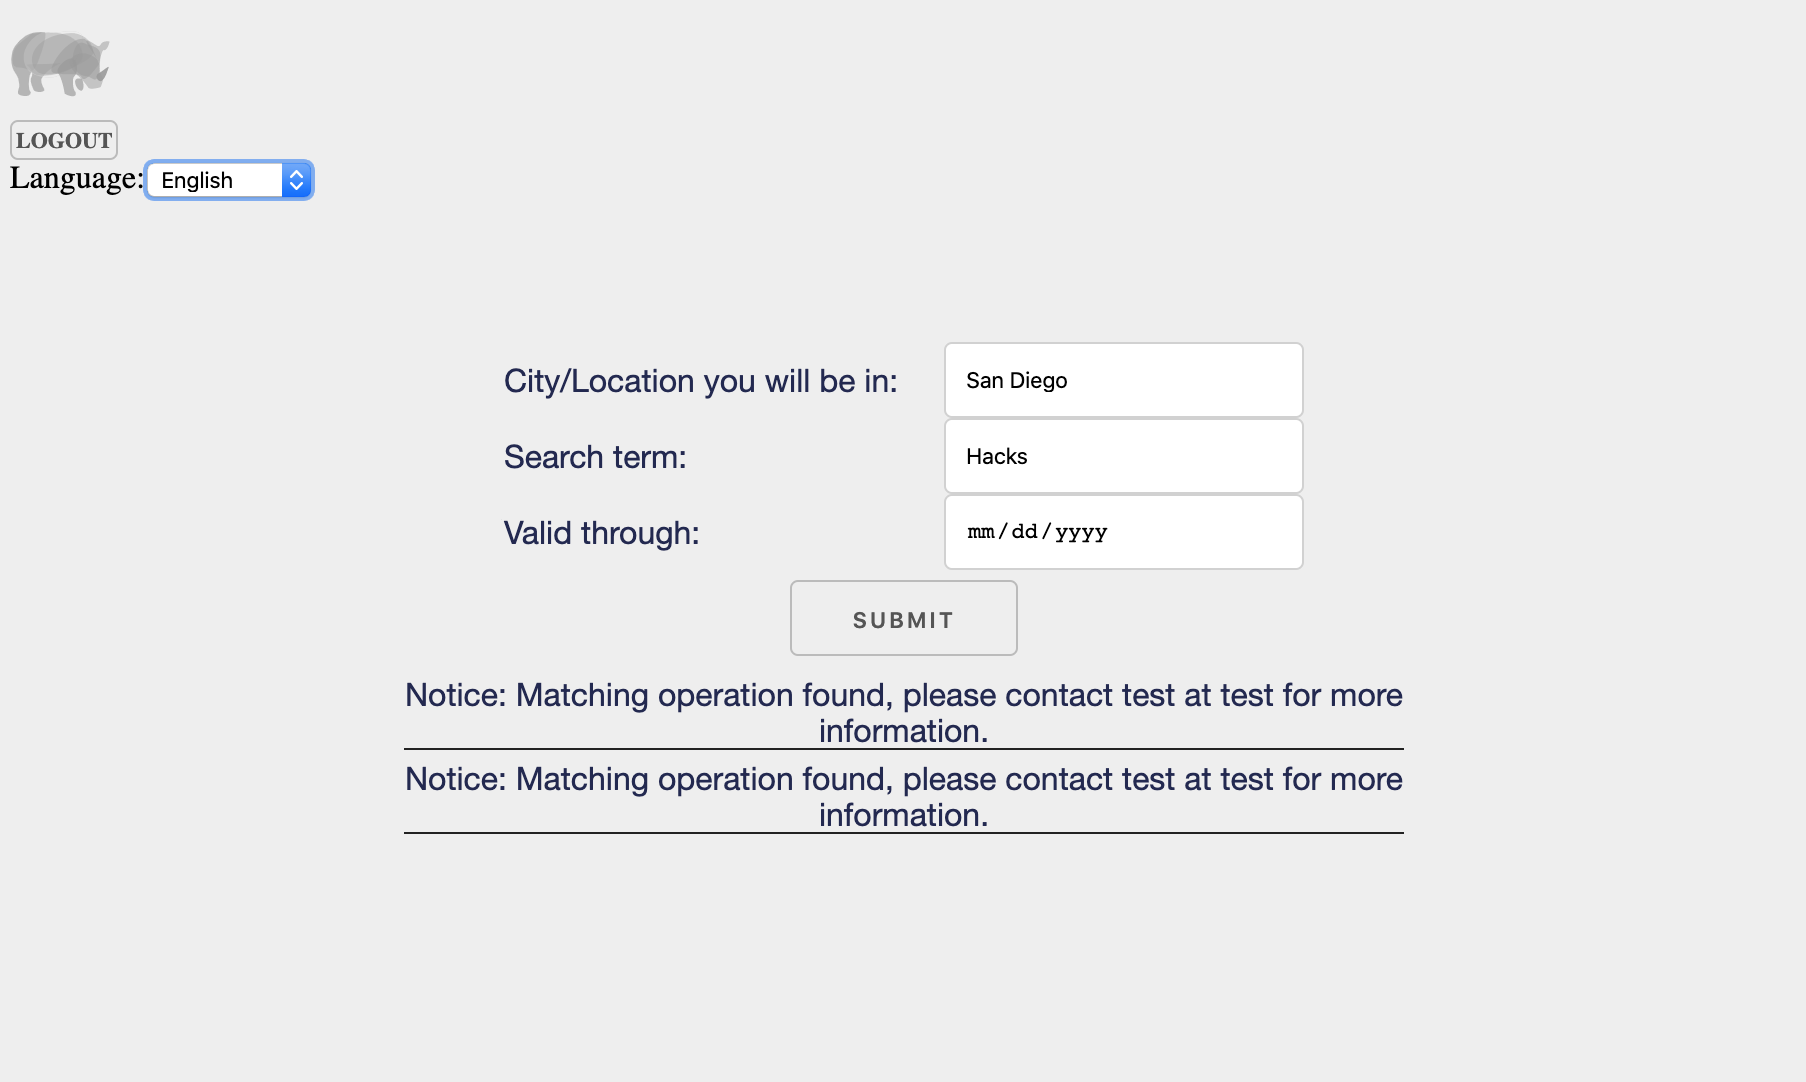 LOGOUT
Language: English
City/Location you will be in: San Diego
Search term: Hacks
Valid through: mm/dd/yyyy
SUBMIT
Notice: Matching operation found, please contact test at test for more
information.
Notice: Matching operation found, please contact test at test for more
information.